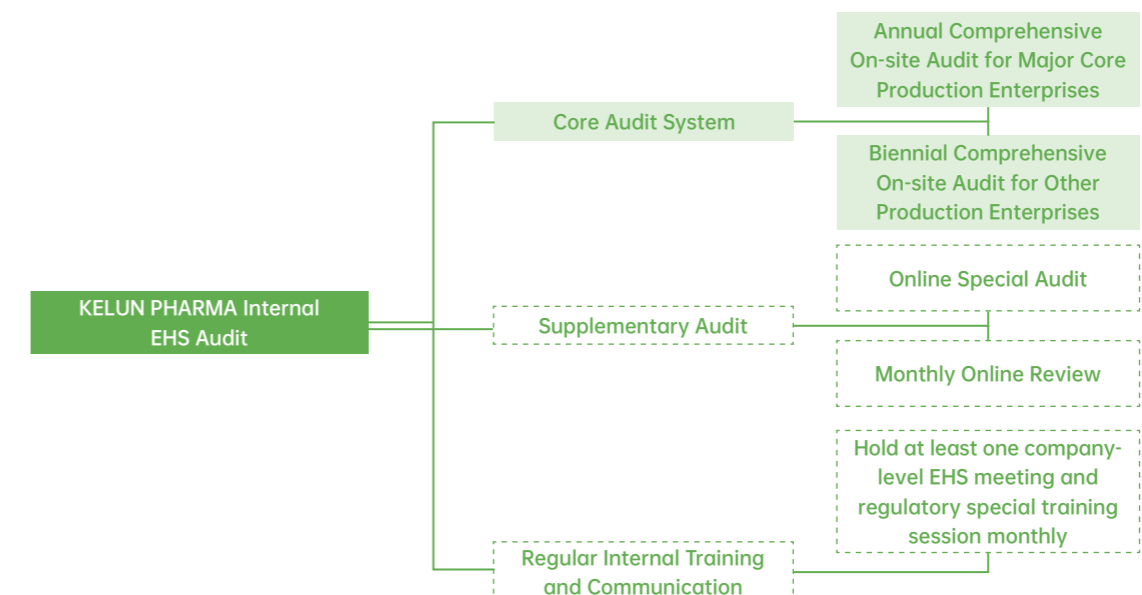 Annual Comprehensive
On-site Audit for Major Core
Production Enterprises
Core Audit System
Biennial Comprehensive
On-site Audit for Other
Production Enterprises
Online Special Audit
KELUN PHARMA Internal
EHS Audit
Supplementary Audit
Monthly Online Review
Hold at least one company-
level EHS meeting and
regulatory special training
session monthly
Regular Internal Training
and Communication